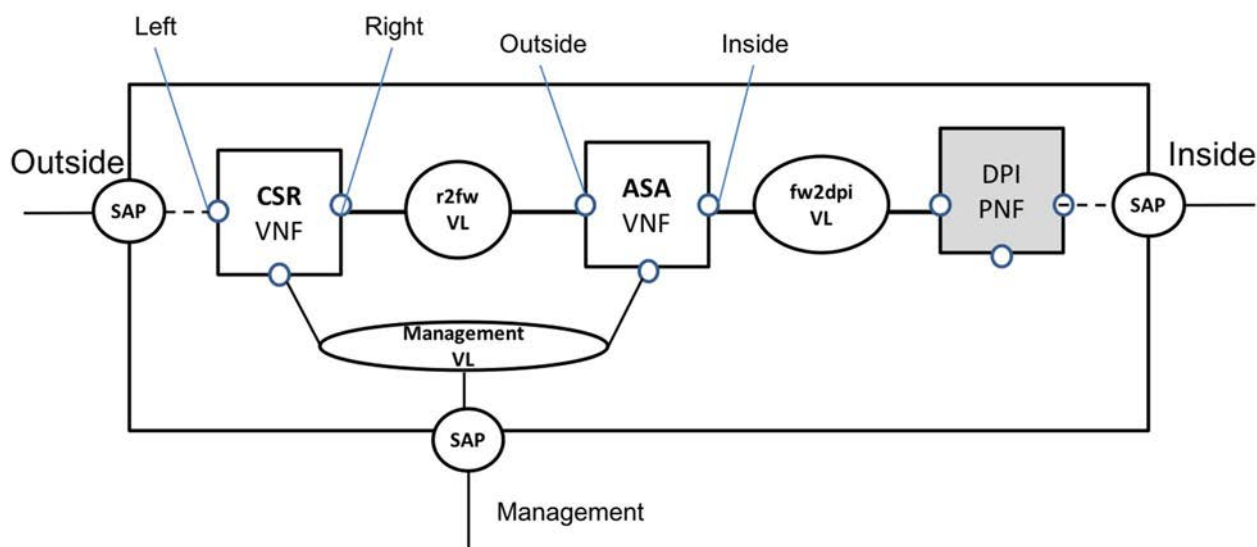 Left
Right
Outside
Inside
Outside
Inside
SAP
CSR
VNF
r2fw
VL
ASA
VNF
fw2dpi
VL
DPI
PNF
SAP
Management
VL
SAP
Management